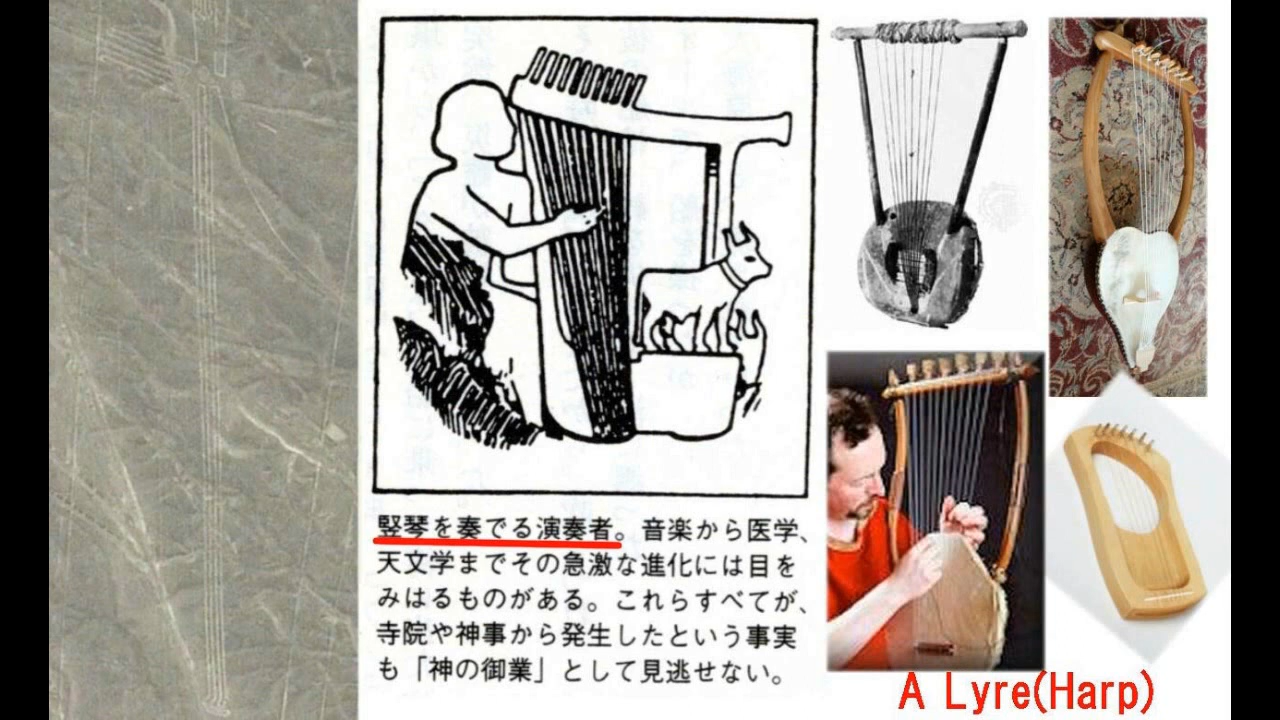 竪琴を奏でる演奏者。音楽から医学、
天文学までその急激な進化には目を
みはるものがある。これらすべてが、
寺院や神事から発生したという事実
も「神の御業」として見逃せない。
A Lyre(Harp)